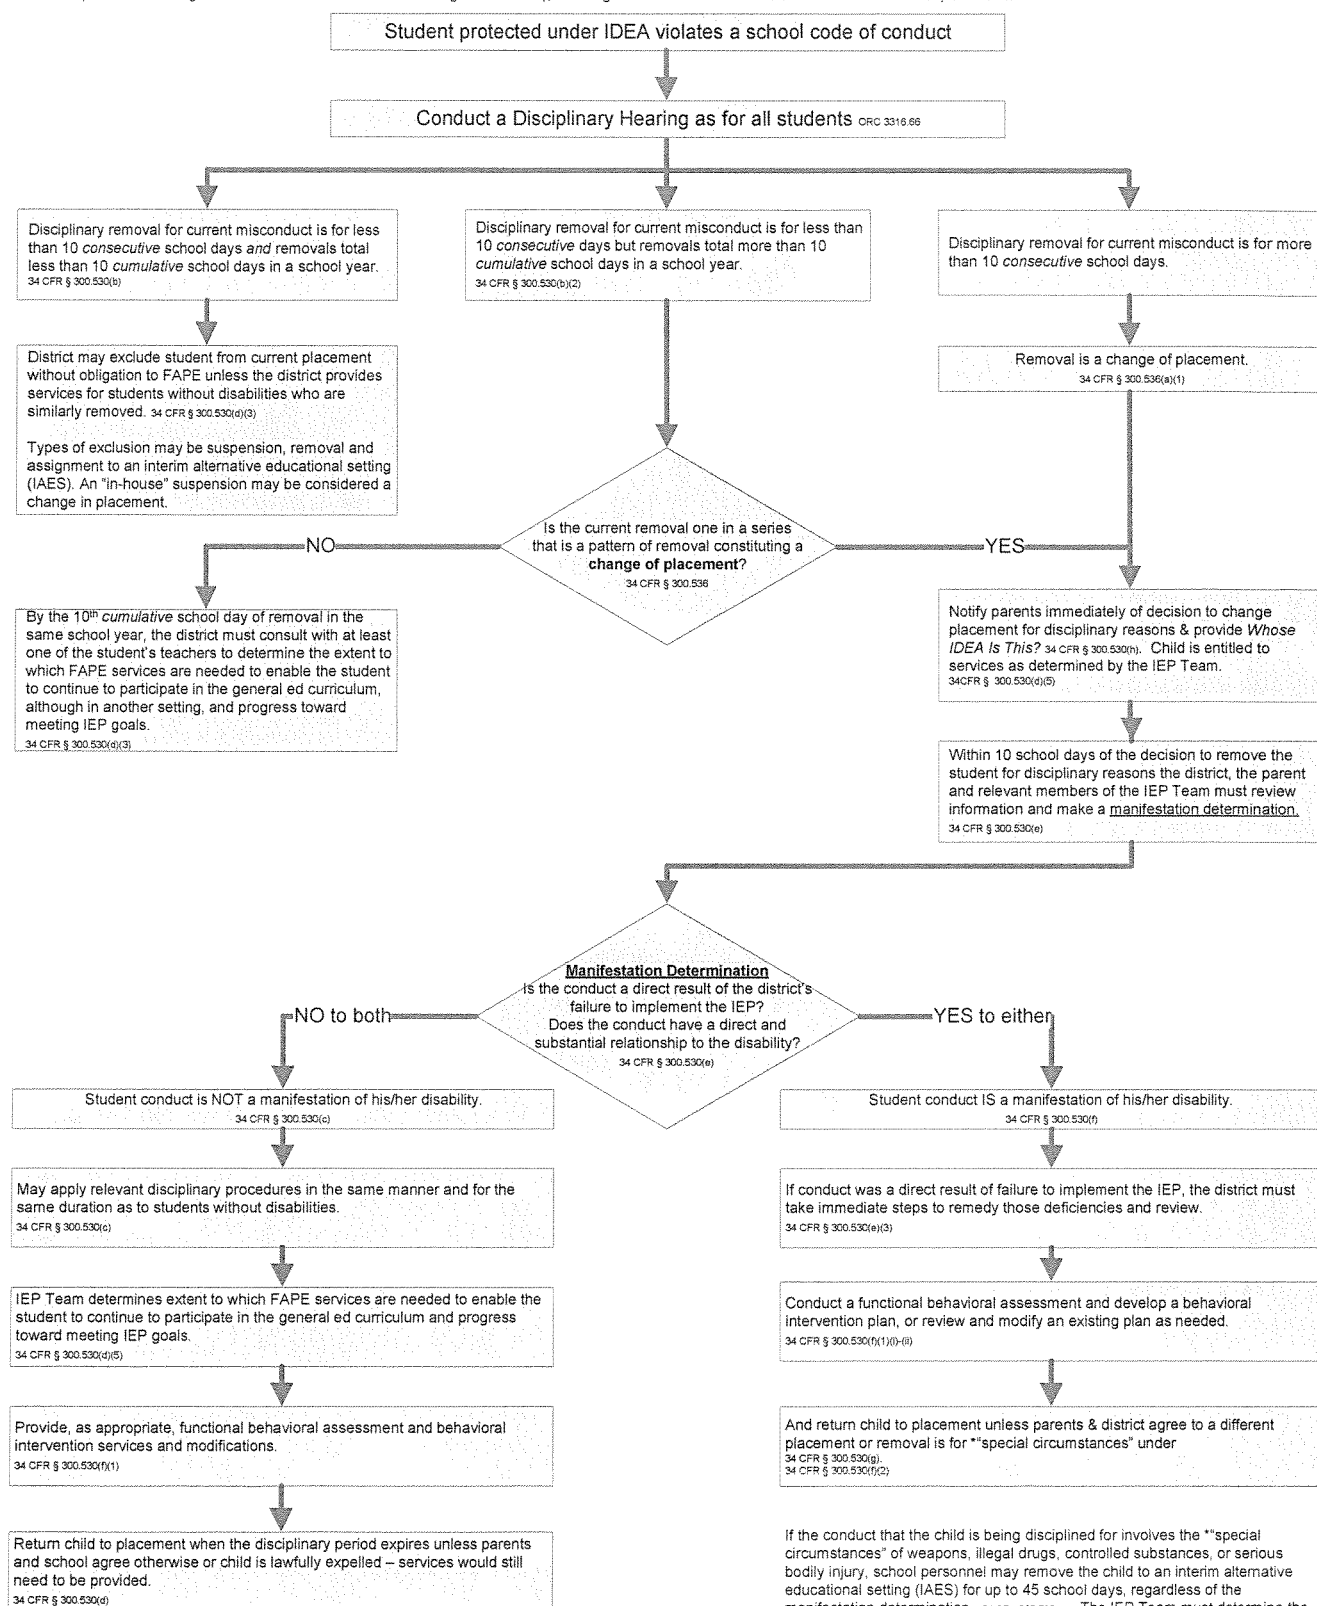 Student protected under IDEA violates a school code of conduct
Conduct a Disciplinary Hearing as for all students ORC 3316.66
Disciplinary removal for current misconduct is for less
than 10 consecutive school days and removals total
less than 10 cumulative school days in a school year.
34 CFR § 300.530(b)
Disciplinary removal for current misconduct is for less than
10 consecutive days but removals total more than 10
cumulative school days in a school year.
34 CFR § 300.530(b)(2)
Disciplinary removal for current misconduct is for more
than 10 consecutive school days.
District may exclude student from current placement
without obligation to FAPE unless the district provides
services for students without disabilities who are
similarly removed. 34 CFR § 300.530(d)(3)
Types of exclusion may be suspension, removal and
assignment to an interim alternative educational setting
(IAES). An "in-house" suspension may be considered a
change in placement.
Removal is a change of placement.
34 CFR § 300.536(a)(1)
Is the current removal one in a series
that is a pattern of removal constituting a
change of placement?
34 CFR § 300.536
NO
YES
By the 10th cumulative school day of removal in the
same school year, the district must consult with at least
one of the student's teachers to determine the extent to
which FAPE services are needed to enable the student
to continue to participate in the general ed curriculum,
although in another setting, and progress toward
meeting IEP goals.
34 CFR § 300.530(d)(3)
Notify parents immediately of decision to change
placement for disciplinary reasons & provide Whose
IDEA Is This? 34 CFR § 300.530(h). Child is entitled to
services as determined by the IEP Team.
34CFR § 300.530(d)(5)
Within 10 school days of the decision to remove the
student for disciplinary reasons the district, the parent
and relevant members of the IEP Team must review
information and make a manifestation determination.
34 CFR § 300.530(e)
Manifestation Determination
Is the conduct a direct result of the district's
failure to implement the IEP?
Does the conduct have a direct and
substantial relationship to the disability?
34 CFR § 300.530(e)
NO to both
YES to either
Student conduct is NOT a manifestation of his/her disability.
34 CFR § 300.530(c)
May apply relevant disciplinary procedures in the same manner and for the
same duration as to students without disabilities.
34 CFR § 300.530(c)
IEP Team determines extent to which FAPE services are needed to enable the
student to continue to participate in the general ed curriculum and progress
toward meeting IEP goals.
34 CFR § 300.530(d)(5)
Provide, as appropriate, functional behavioral assessment and behavioral
intervention services and modifications.
34 CFR § 300.530(f)(1)
Return child to placement when the disciplinary period expires unless parents
and school agree otherwise or child is lawfully expelled – services would still
need to be provided.
34 CFR § 300.530(d)
Student conduct IS a manifestation of his/her disability.
34 CFR § 300.530(f)
If conduct was a direct result of failure to implement the IEP, the district must
take immediate steps to remedy those deficiencies and review.
34 CFR § 300.530(e)(3)
Conduct a functional behavioral assessment and develop a behavioral
intervention plan, or review and modify an existing plan as needed.
34 CFR § 300.530(f)(1)(i)-(ii)
And return child to placement unless parents & district agree to a different
placement or removal is for *"special circumstances" under
34 CFR § 300.530(g).
34 CFR § 300.530(f)(2)
If the conduct that the child is being disciplined for involves the *"special
circumstances" of weapons, illegal drugs, controlled substances, or serious
bodily injury, school personnel may remove the child to an interim alternative
educational setting (IAES) for up to 45 school days, regardless of the
manifestation determination. The IEP Team must determine the